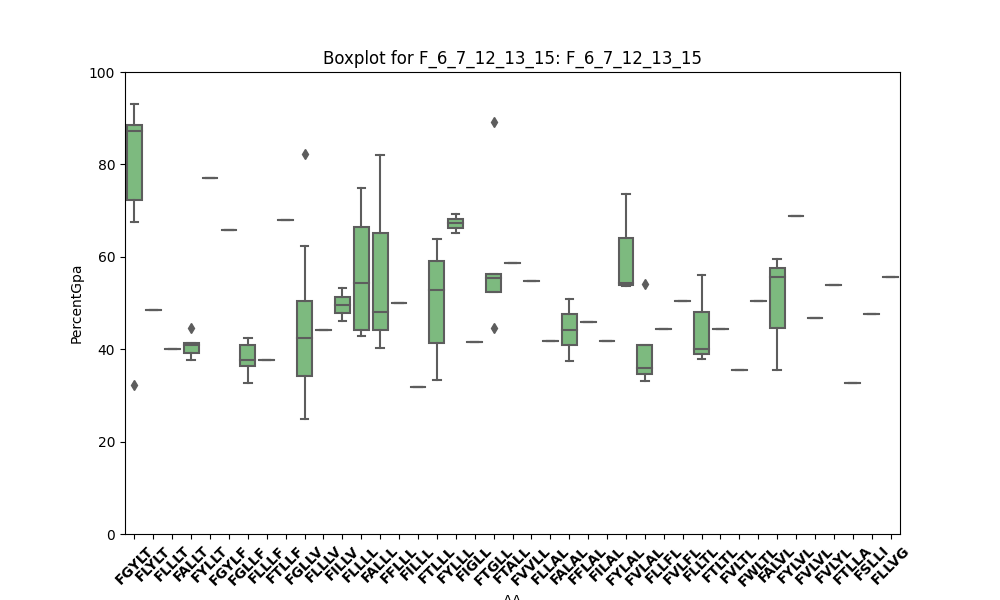 Boxplot for F_6_7_12_13_15: F_6_7_12_13_15
PercentGpa
100
80
60
40
20
0
FGYLT
FLYLT
FLLLT
FALLT
FYLLT
FGYLF
FGLLF
FLLLF
FTLLF
FGLLV
FLLLV
FILLV
FLLLL
FALLL
FFLLL
FILLL
FTLLL
FYLLL
FIGLL
FTGLL
FTALL
FVVLL
FLLAL
FALAL
FFLAL
FILAL
FYLAL
FVLAL
FLLFL
FVLFL
FLLTL
FTLTL
FVLTL
FWLTL
FALVL
FYLVL
FVLVL
FVLYL
FTLLA
FSLLI
FLLVG
AA